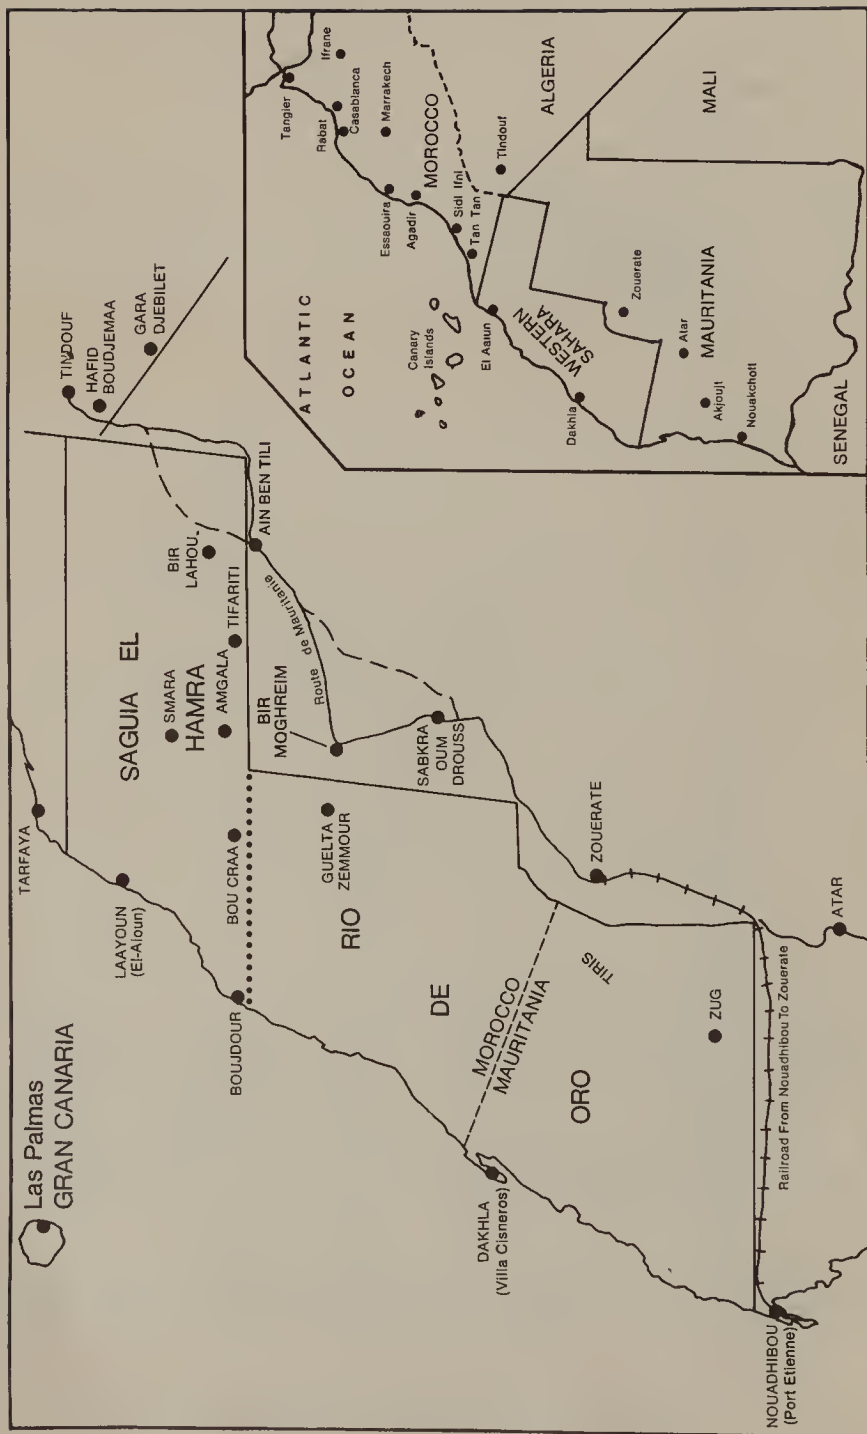 Las Palmas
GRAN CANARIA
TARFAYA
LAAYOUN
(El-Aioun)
BOUJDOUR
BOU CRAA
SAGUIA EL
HAMRA
SMARA
AMGALA
TIFARITI
BIR
LAHOU
TINDOUF
HAFID
BOUDJEMAA
GARA
DJEBILET
AIN BEN TILI
Route de Mauritanie
BIR
MOGHREIM
SABKRA
OUM
DROUSS
GUELTA
ZEMMOUR
RIO
DE
ORO
MOROCCO
MAURITANIA
TIRIS
ZOUERATE
ZUG
ATAR
DAKHLA
(Villa Cisneros)
NOUADHIBOU
(Port Etienne)
Railroad From Nouadhibou To Zouerate
ATLANTIC
OCEAN
Canary
Islands
Tangier
Rabat
Ifrane
Casablanca
Marrakech
Essaouira
Agadir
MOROCCO
Sidi Ifni
Tan Tan
Tindouf
ALGERIA
El Aaiun
WESTERN
SAHARA
Dakhla
Zouerate
Atar
MAURITANIA
Akjoujt
Nouakchott
MALI
SENEGAL